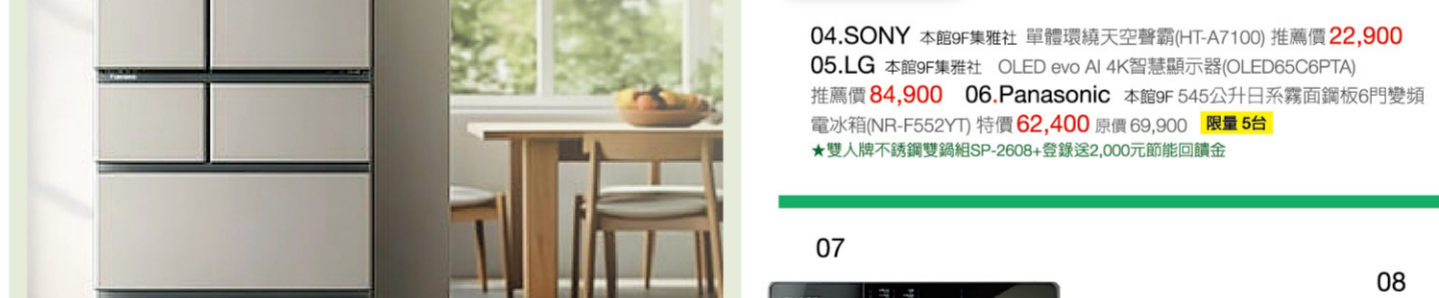 04.SONY 本館9F集雅社 單體環繞天空聲霸(HT-A7100) 推薦價 22,900
05.LG 本館9F集雅社 OLED evo AI 4K智慧顯示器(OLED65C6PTA)
推薦價 84,900 06.Panasonic 本館9F 545公升日系霧面鋼板6門變頻
電冰箱(NR-F552YT) 特價 62,400 原價 69,900 限量 5台
★雙人牌不銹鋼雙鍋組SP-2608+登錄送2,000元節能回饋金
07
08